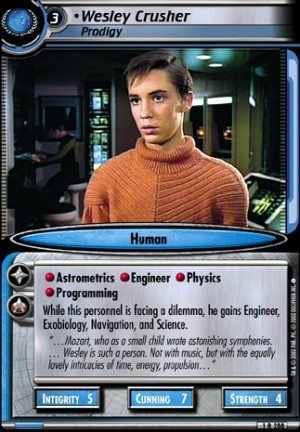 3 • Wesley Crusher
Prodigy
Human
Astrometrics Engineer Physics
Programming
While this personnel is facing a dilemma, he gains Engineer,
Exobiology, Navigation, and Science.
“…Mozart, who as a small child wrote astonishing symphonies.
… Wesley is such a person. Not with music, but with the equally
lovely intricacies of time, energy, propulsion…”
INTEGRITY 5 CUNNING 7 STRENGTH 4